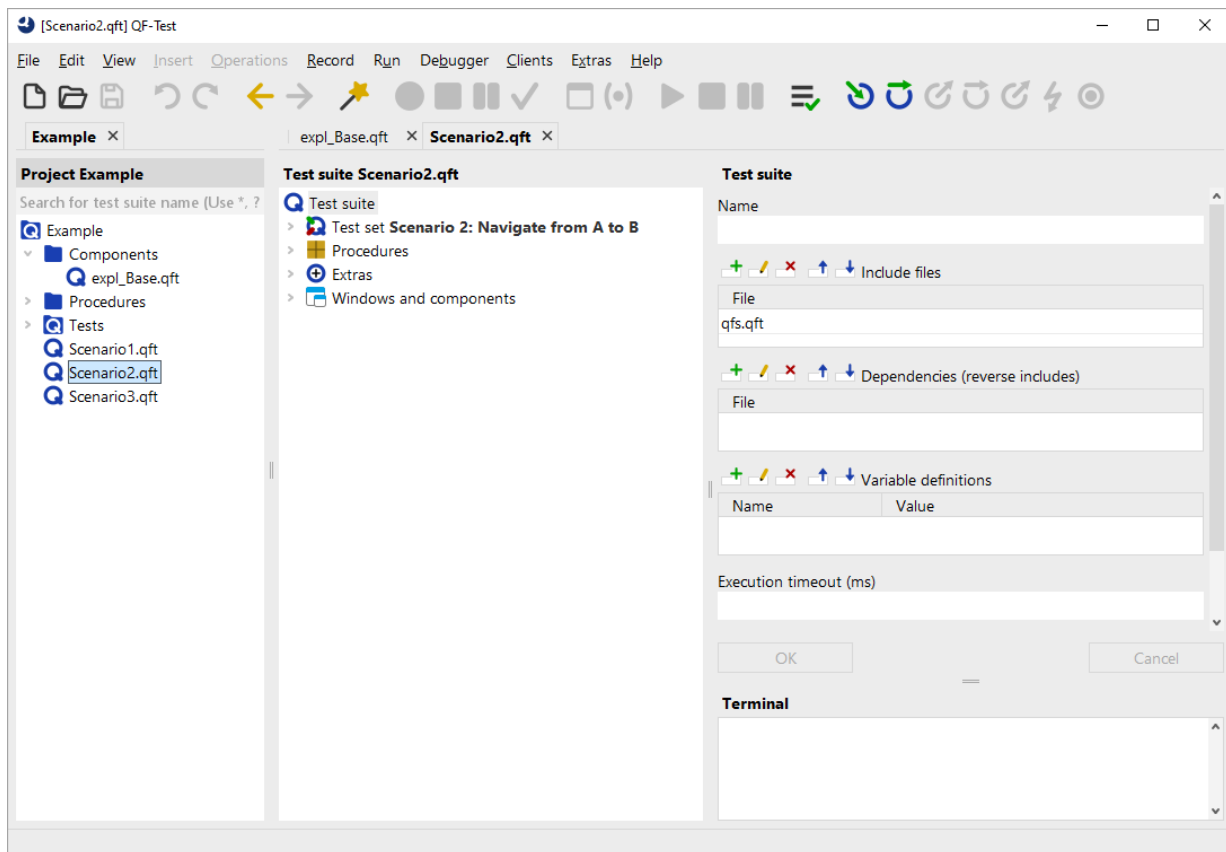 [Scenario2.qft] QF-Test
File Edit View Insert Operations Record Run Debugger Clients Extras Help
Example
expl_Base.qft Scenario2.qft
Project Example
Search for test suite name (Use *, ?
Example
Components
expl_Base.qft
Procedures
Tests
Scenario1.qft
Scenario2.qft
Scenario3.qft
Test suite Scenario2.qft
Test suite
Test set Scenario 2: Navigate from A to B
Procedures
Extras
Windows and components
Test suite
Name
Include files
File
qfs.qft
Dependencies (reverse includes)
File
Variable definitions
Name Value
Execution timeout (ms)
OK Cancel
Terminal